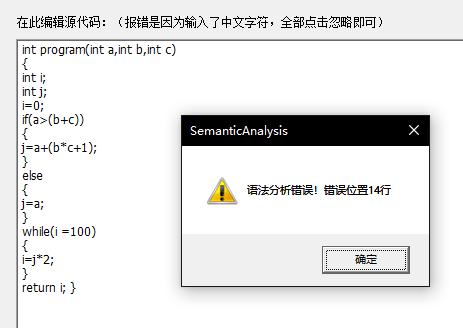 在此编辑源代码：（报错是因为输入了中文字符，全部点击忽略即可）
int program(int a,int b,int c)
{
int i;
int j;
i=0;
if(a>(b+c))
{
j=a+(b*c+1);
}
else
{
j=a;
}
while(i =100)
{
i=j*2;
}
return i; }
SemanticAnalysis
语法分析错误！错误位置14行
确定